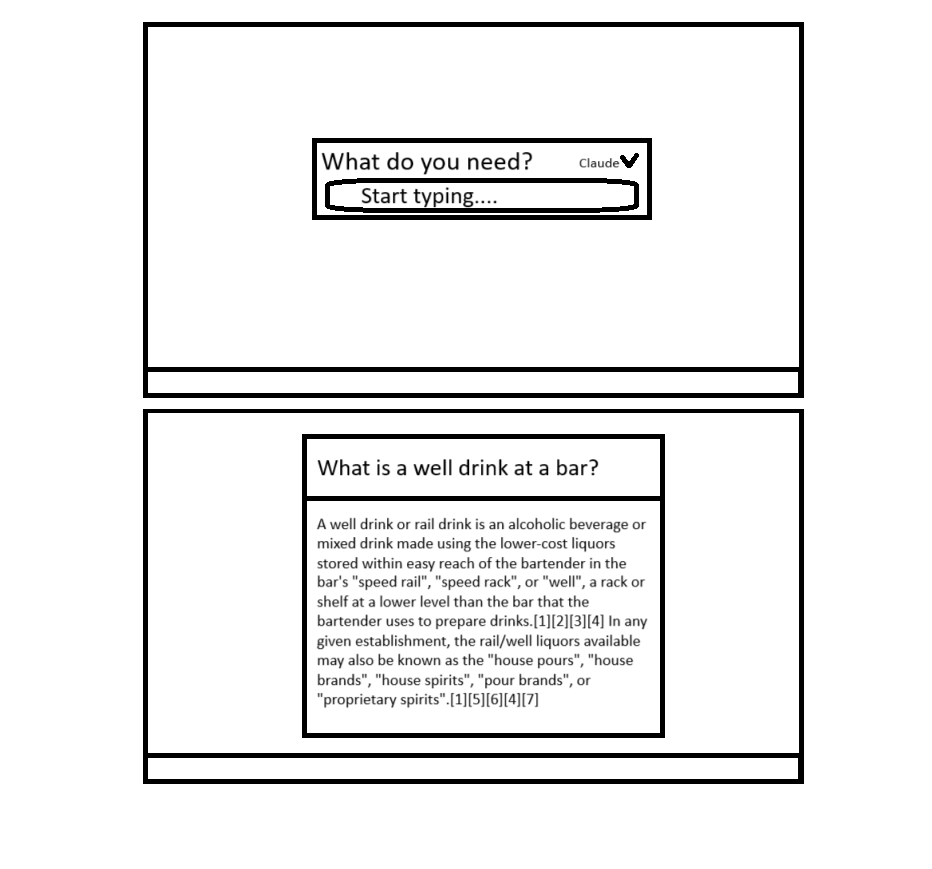 What do you need? Claude
Start typing....
What is a well drink at a bar?
A well drink or rail drink is an alcoholic beverage or
mixed drink made using the lower-cost liquors
stored within easy reach of the bartender in the
bar's "speed rail", "speed rack", or "well", a rack or
shelf at a lower level than the bar that the
bartender uses to prepare drinks.[1][2][3][4] In any
given establishment, the rail/well liquors available
may also be known as the "house pours", "house
brands", "house spirits", "pour brands", or
"proprietary spirits".[1][5][6][4][7]